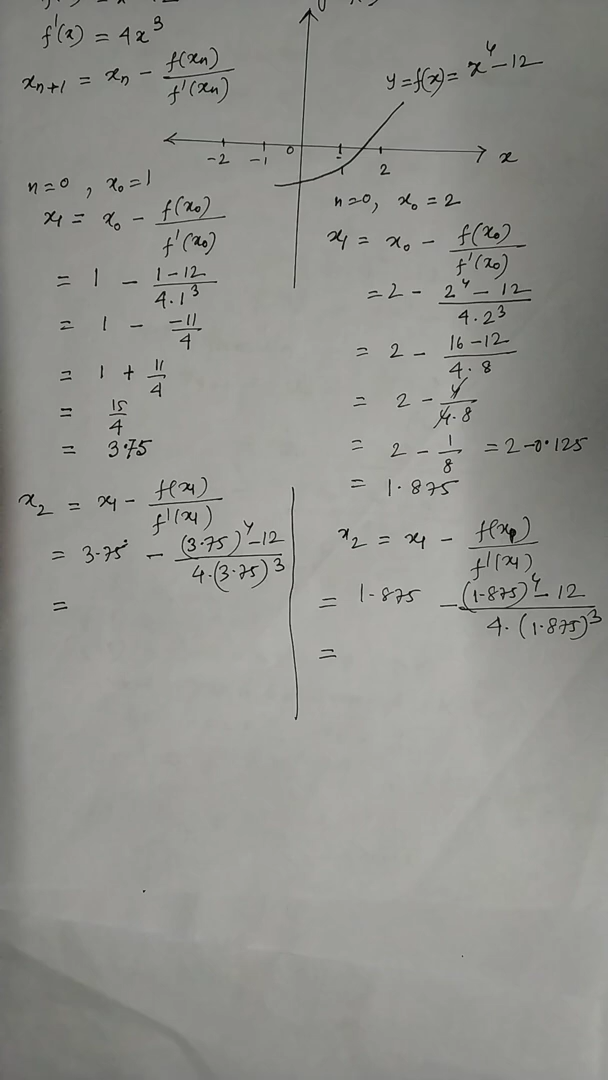 f'(x) = 4x³
xₙ₊₁ = xₙ - f(xₙ)/f'(xₙ)
y = f(x) = x⁴ - 12
-2 -1 0 1 2 x
n=0, x₀=1
x₁ = x₀ - f(x₀)/f'(x₀)
= 1 - (1-12)/(4.1³)
= 1 - (-11)/4
= 1 + 11/4
= 15/4
= 3.75
x₂ = x₁ - f(x₁)/f'(x₁)
= 3.75 - ((3.75)⁴-12)/(4.(3.75)³)
=
n=0, x₀ = 2
x₁ = x₀ - f(x₀)/f'(x₀)
= 2 - (2⁴ - 12)/(4.2³)
= 2 - (16-12)/(4.8)
= 2 - 4/(4.8)
= 2 - 1/8 = 2-0.125
= 1.875
x₂ = x₁ - f(x₁)/f'(x₁)
= 1.875 - ((1.875)⁴ - 12)/(4.(1.875)³)
=